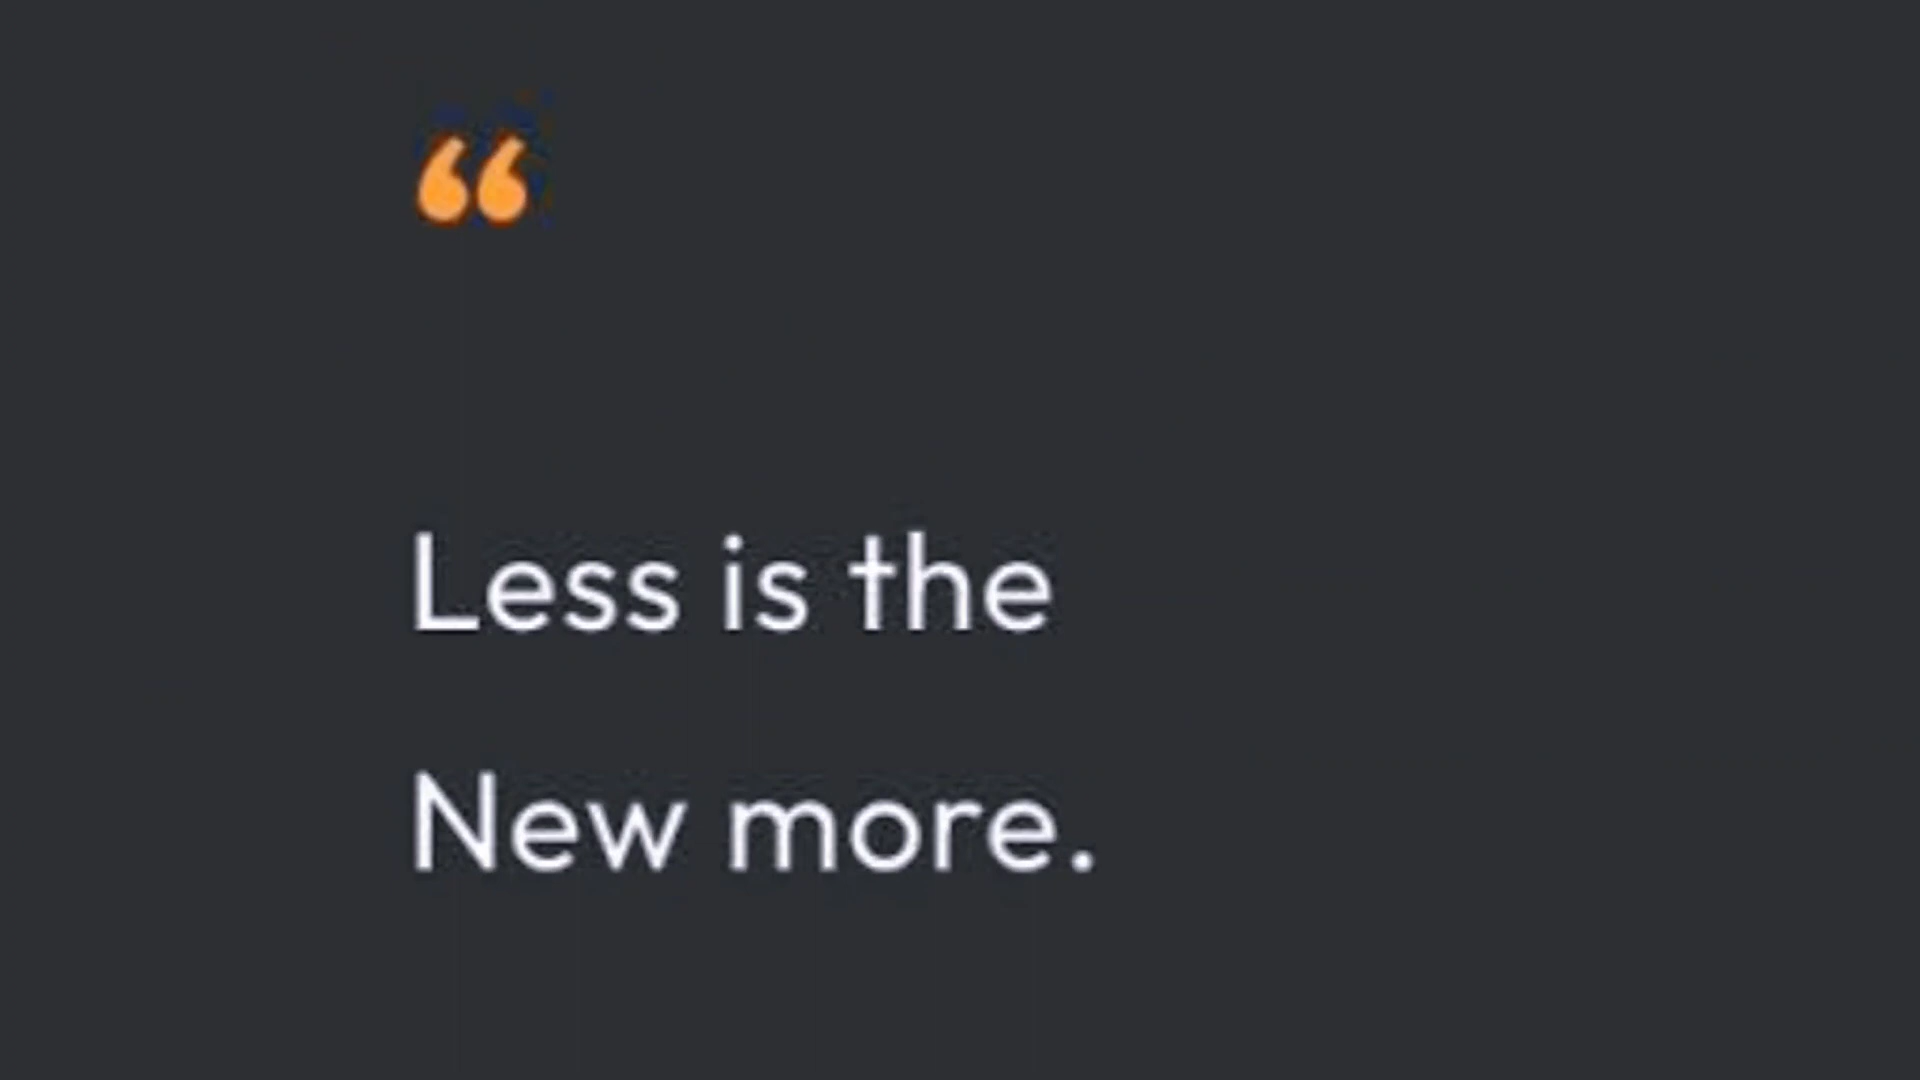 “
Less is the
New more.